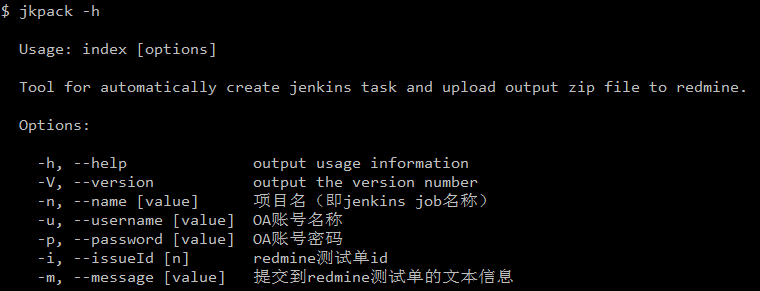 $ jkpack -h
Usage: index [options]
Tool for automatically create jenkins task and upload output zip file to redmine.
Options:
-h, --help output usage information
-V, --version output the version number
-n, --name [value] 项目名（即jenkins job名称）
-u, --username [value] OA账号名称
-p, --password [value] OA账号密码
-i, --issueId [n] redmine测试单id
-m, --message [value] 提交到redmine测试单的文本信息